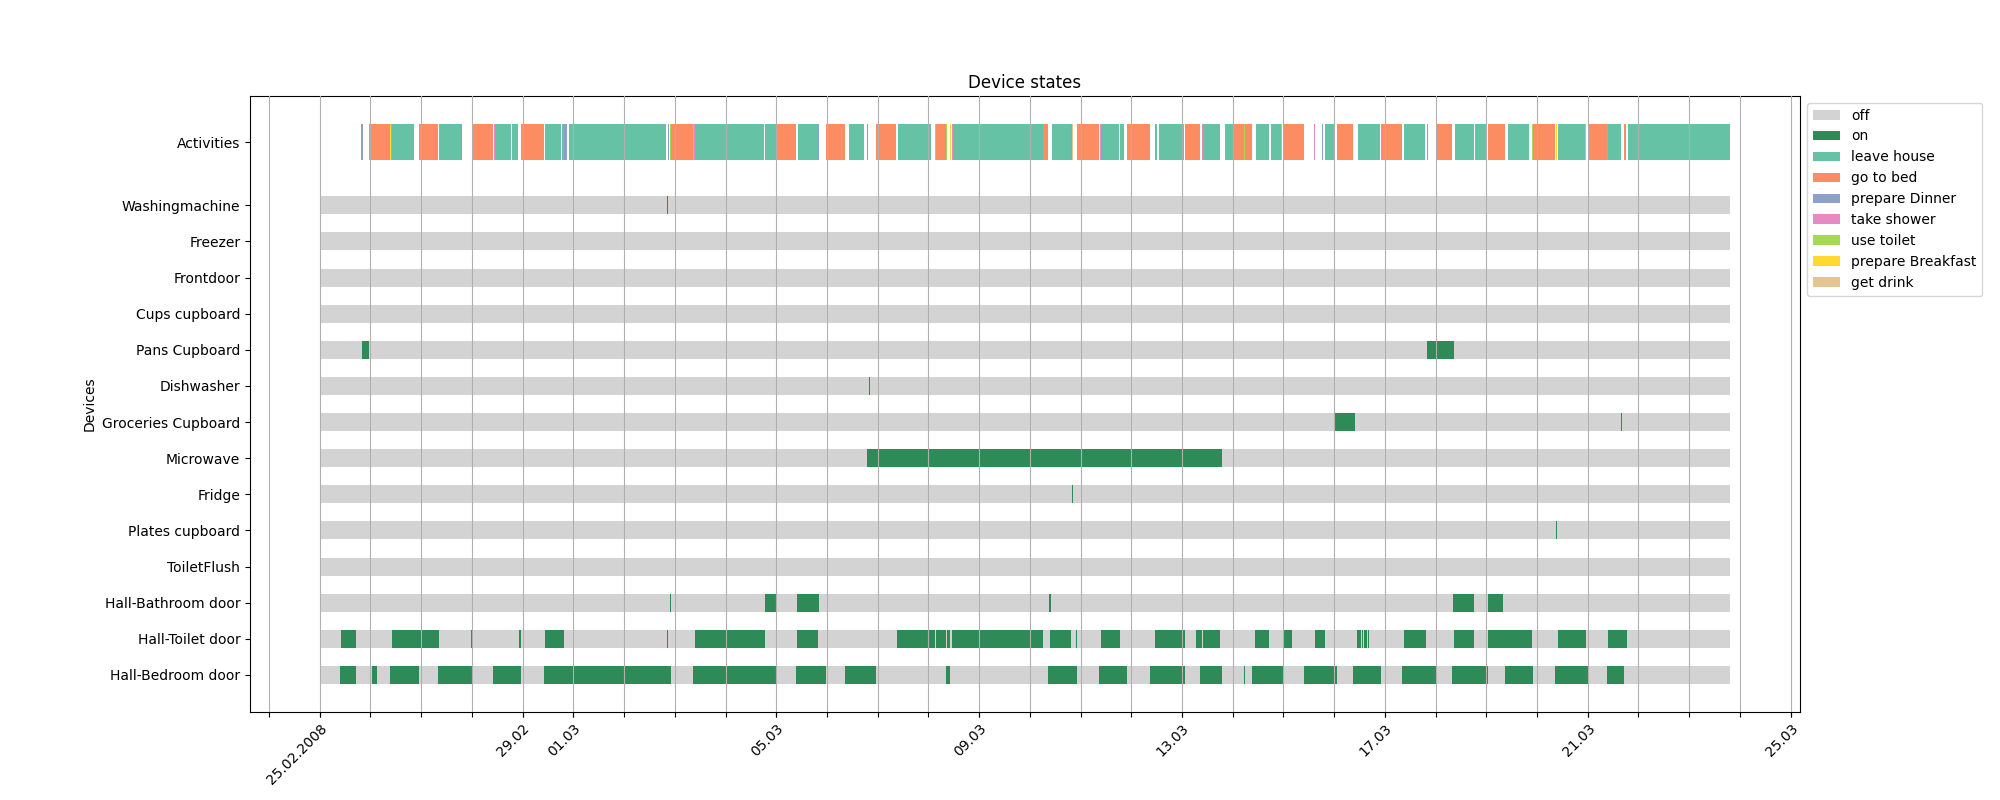 Device states
Activities
Washingmachine
Freezer
Frontdoor
Cups cupboard
Pans Cupboard
Dishwasher
Groceries Cupboard
Microwave
Fridge
Plates cupboard
ToiletFlush
Hall-Bathroom door
Hall-Toilet door
Hall-Bedroom door
Devices
25.02.2008
29.02
01.03
05.03
09.03
13.03
17.03
21.03
25.03
off
on
leave house
go to bed
prepare Dinner
take shower
use toilet
prepare Breakfast
get drink